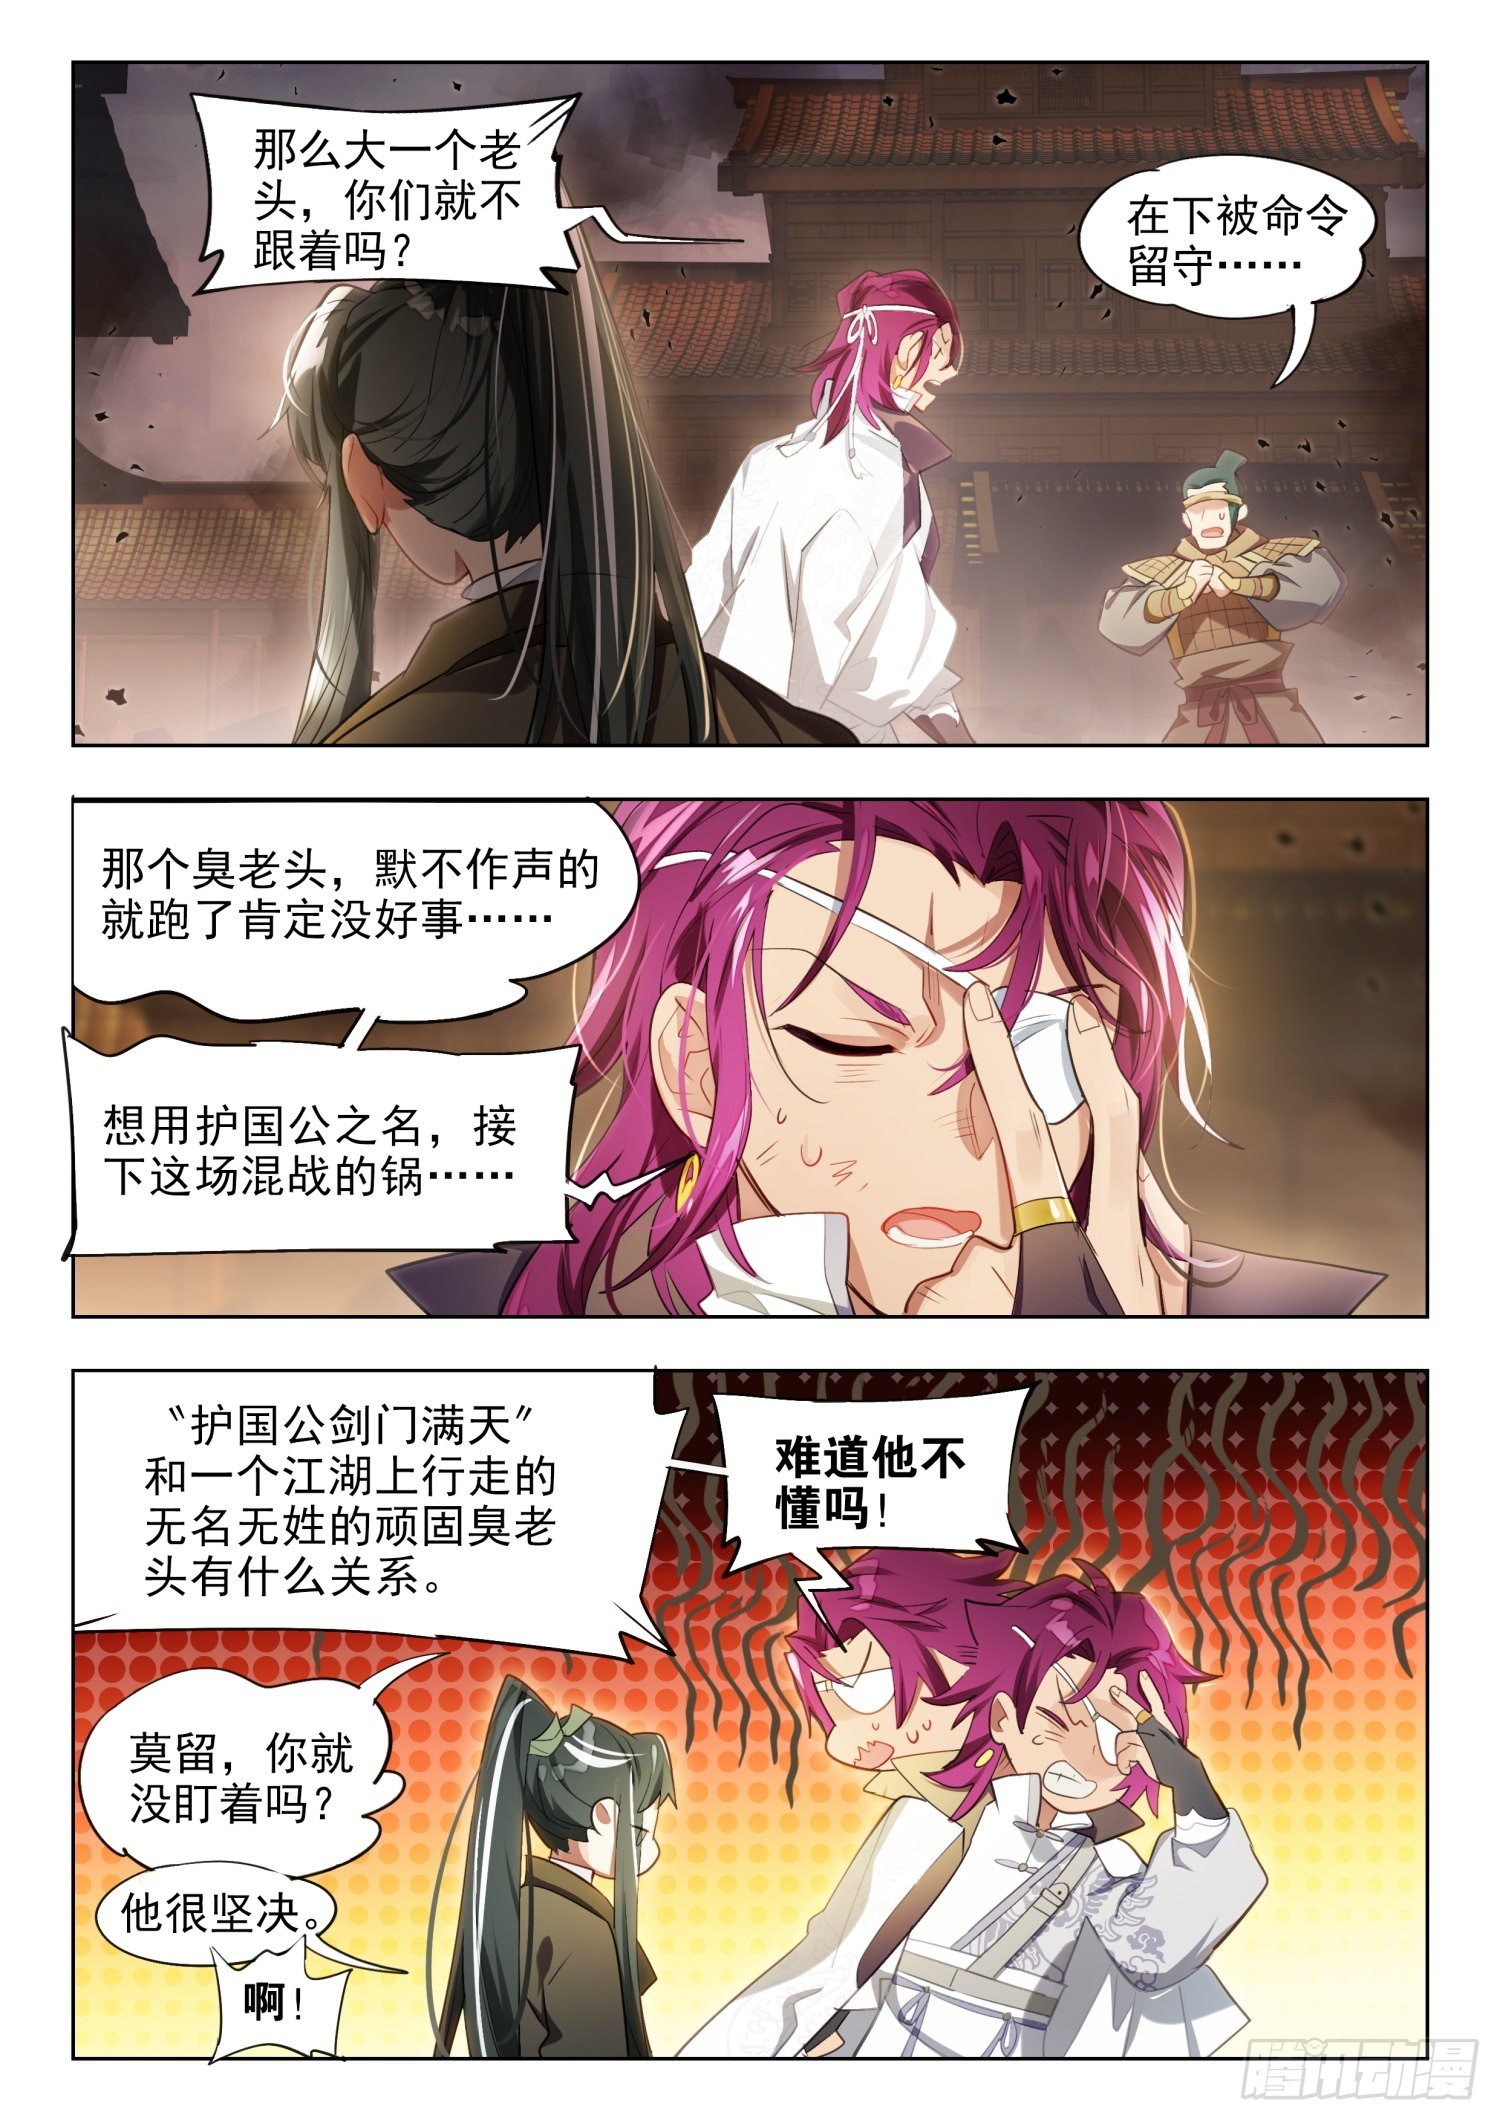 那么大一个老
头，你们就不
跟着吗？
在下被命令
留守……
那个臭老头，默不作声的
就跑了肯定没好事……
想用护国公之名，接
下这场混战的锅……
〝护国公剑门满天〞
和一个江湖上行走的
无名无姓的顽固臭老
头有什么关系。
难道他不
懂吗！
莫留，你就
没盯着吗？
他很坚决。
啊！
腾讯动漫